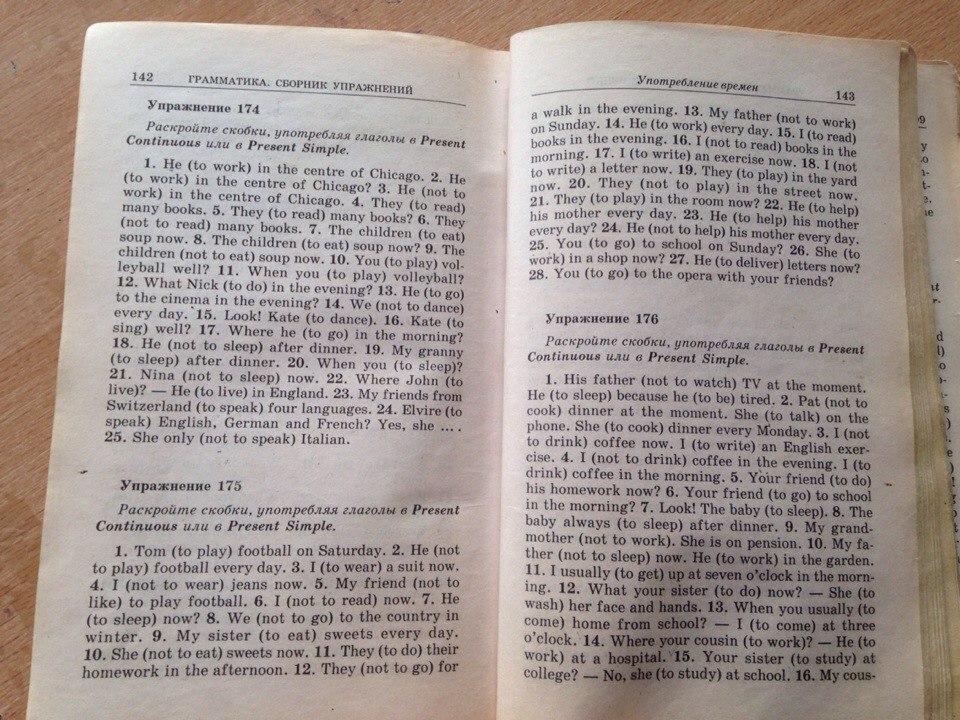 142 ГРАММАТИКА. СБОРНИК УПРАЖНЕНИЙ
Упражнение 174
Раскройте скобки, употребляя глаголы в Present
Continuous или в Present Simple.
1. He (to work) in the centre of Chicago. 2. He
(to work) in the centre of Chicago? 3. He (not to
work) in the centre of Chicago. 4. They (to read)
many books. 5. They (to read) many books? 6. They
(not to read) many books. 7. The children (to eat)
soup now. 8. The children (to eat) soup now? 9. The
children (not to eat) soup now. 10. You (to play) vol-
leyball well? 11. When you (to play) volleyball?
12. What Nick (to do) in the evening? 13. He (to go)
to the cinema in the evening? 14. We (not to dance)
every day. 15. Look! Kate (to dance). 16. Kate (to
sing) well? 17. Where he (to go) in the morning?
18. He (not to sleep) after dinner. 19. My granny
(to sleep) after dinner. 20. When you (to sleep)?
21. Nina (not to sleep) now. 22. Where John (to
live)? — He (to live) in England. 23. My friends from
Switzerland (to speak) four languages. 24. Elvire (to
speak) English, German and French? Yes, she ... .
25. She only (not to speak) Italian.
Упражнение 175
Раскройте скобки, употребляя глаголы в Present
Continuous или в Present Simple.
1. Tom (to play) football on Saturday. 2. He (not
to play) football every day. 3. I (to wear) a suit now.
4. I (not to wear) jeans now. 5. My friend (not to
like) to play football. 6. I (not to read) now. 7. He
(to sleep) now? 8. We (not to go) to the country in
winter. 9. My sister (to eat) sweets every day.
10. She (not to eat) sweets now. 11. They (to do) their
homework in the afternoon. 12. They (not to go) for
Употребление времен 143
a walk in the evening. 13. My father (not to work)
on Sunday. 14. He (to work) every day. 15. I (to read)
books in the evening. 16. I (not to read) books in the
morning. 17. I (to write) an exercise now. 18. I (not
to write) a letter now. 19. They (to play) in the yard
now. 20. They (not to play) in the street now.
21. They (to play) in the room now? 22. He (to help)
his mother every day. 23. He (to help) his mother
every day? 24. He (not to help) his mother every day.
25. You (to go) to school on Sunday? 26. She (to
work) in a shop now? 27. He (to deliver) letters now?
28. You (to go) to the opera with your friends?
Упражнение 176
Раскройте скобки, употребляя глаголы в Present
Continuous или в Present Simple.
1. His father (not to watch) TV at the moment.
He (to sleep) because he (to be) tired. 2. Pat (not to
cook) dinner at the moment. She (to talk) on the
phone. She (to cook) dinner every Monday. 3. I (not
to drink) coffee now. I (to write) an English exer-
cise. 4. I (not to drink) coffee in the evening. I (to
drink) coffee in the morning. 5. Your friend (to do)
his homework now? 6. Your friend (to go) to school
in the morning? 7. Look! The baby (to sleep). 8. The
baby always (to sleep) after dinner. 9. My grand-
mother (not to work). She is on pension. 10. My fa-
ther (not to sleep) now. He (to work) in the garden.
11. I usually (to get) up at seven o'clock in the morn-
ing. 12. What your sister (to do) now? — She (to
wash) her face and hands. 13. When you usually (to
come) home from school? — I (to come) at three
o'clock. 14. Where your cousin (to work)? — He (to
work) at a hospital. 15. Your sister (to study) at
college? — No, she (to study) at school. 16. My cous-